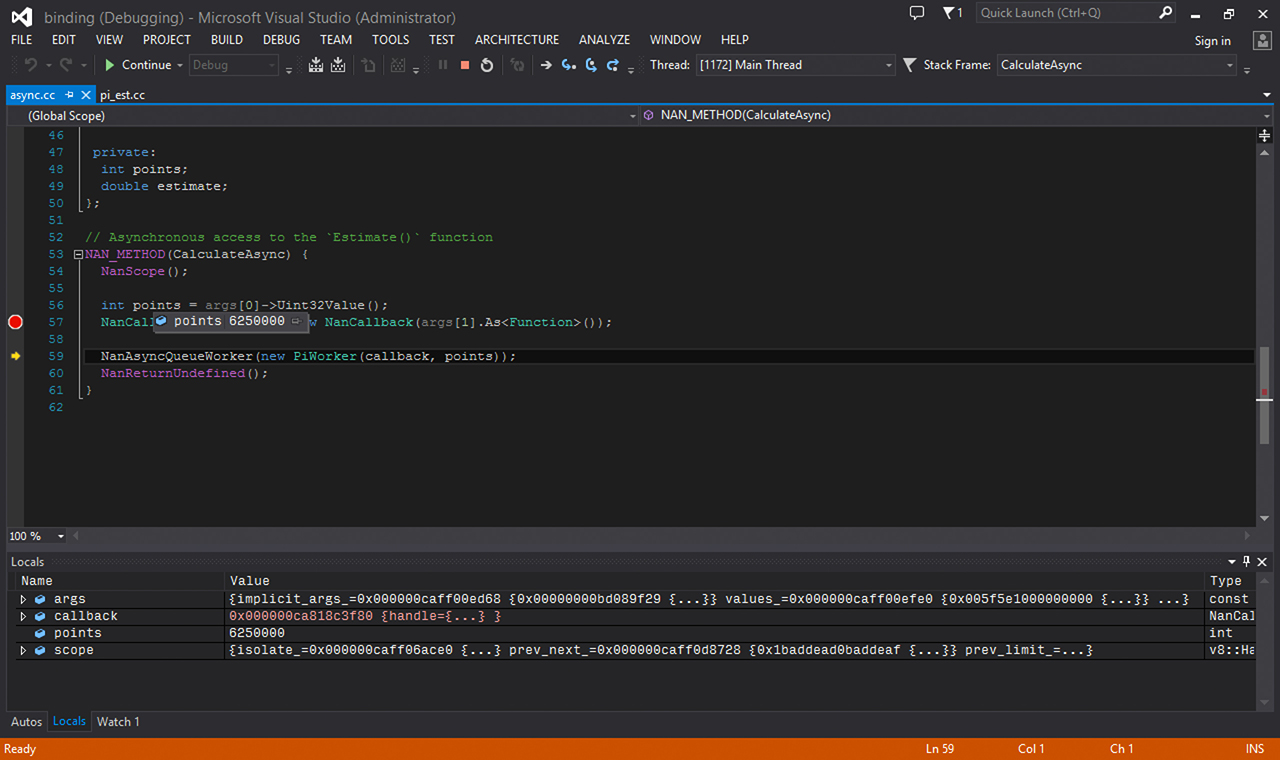 binding (Debugging) - Microsoft Visual Studio (Administrator) 1 Quick Launch (Ctrl+Q)
FILE EDIT VIEW PROJECT BUILD DEBUG TEAM TOOLS TEST ARCHITECTURE ANALYZE WINDOW HELP Sign in
Continue Debug Thread: [1172] Main Thread Stack Frame: CalculateAsync
async.cc pi_est.cc
(Global Scope) NAN_METHOD(CalculateAsync)
46
47 private:
48 int points;
49 double estimate;
50 };
51
52 // Asynchronous access to the `Estimate()` function
53 NAN_METHOD(CalculateAsync) {
54 NanScope();
55
56 int points = args[0]->Uint32Value();
57 NanCal points 6250000 w NanCallback(args[1].As<Function>());
58
59 NanAsyncQueueWorker(new PiWorker(callback, points));
60 NanReturnUndefined();
61 }
62
100 %
Locals
Name Value Type
args {implicit_args_=0x000000caff00ed68 {0x00000000bd089f29 {...}} values_=0x000000caff00efe0 {0x005f5e1000000000 {...}} ...} const
callback 0x000000ca818c3f80 {handle={...} } NanCal
points 6250000 int
scope {isolate_=0x000000caff06ace0 {...} prev_next_=0x000000caff0d8728 {0x1baddead0baddeaf {...}} prev_limit_=...} v8::Ha
Autos Locals Watch 1
Ready Ln 59 Col 1 Ch 1 INS